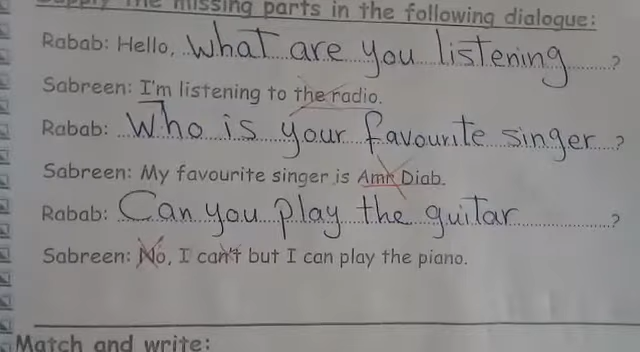 Supply the missing parts in the following dialogue:
Rabab: Hello, What are you listening ?
Sabreen: I'm listening to the radio.
Rabab: Who is your favourite singer ?
Sabreen: My favourite singer is Amr Diab.
Rabab: Can you play the guitar ?
Sabreen: No, I can't but I can play the piano.
Match and write: